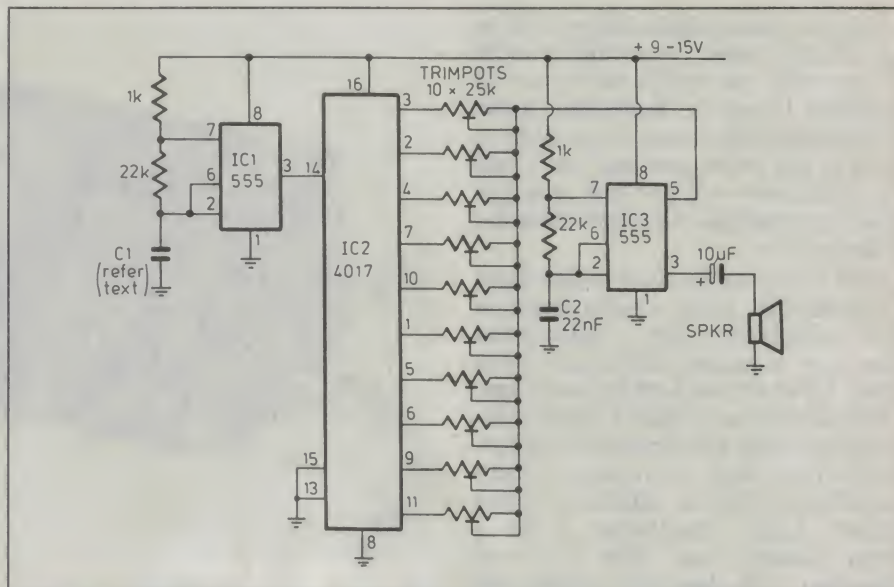 + 9 -15V
TRIMPOTS
10 x 25k
16
3
1k
8
7
22k
6
2
IC1
555
3
14
1
C1
(refer
text)
IC2
4017
2
4
7
10
1
5
6
9
11
15
13
8
1k
8
7
5
22k
6
2
IC3
555
3
1
C2
22nF
10µF
+
SPKR